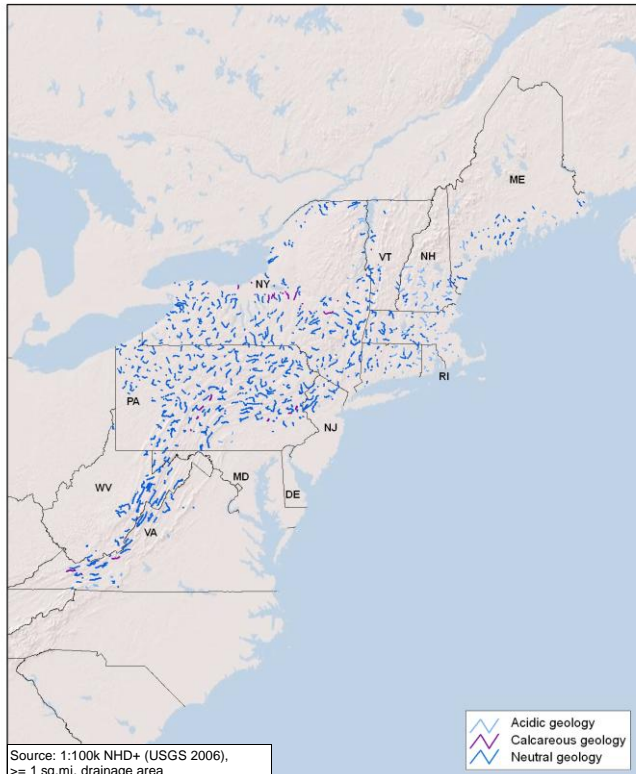 ME
VT
NH
NY
RI
PA
NJ
MD
WV
DE
VA
Acidic geology
Calcareous geology
Neutral geology
Source: 1:100k NHD+ (USGS 2006),
>= 1 sq.mi. drainage area